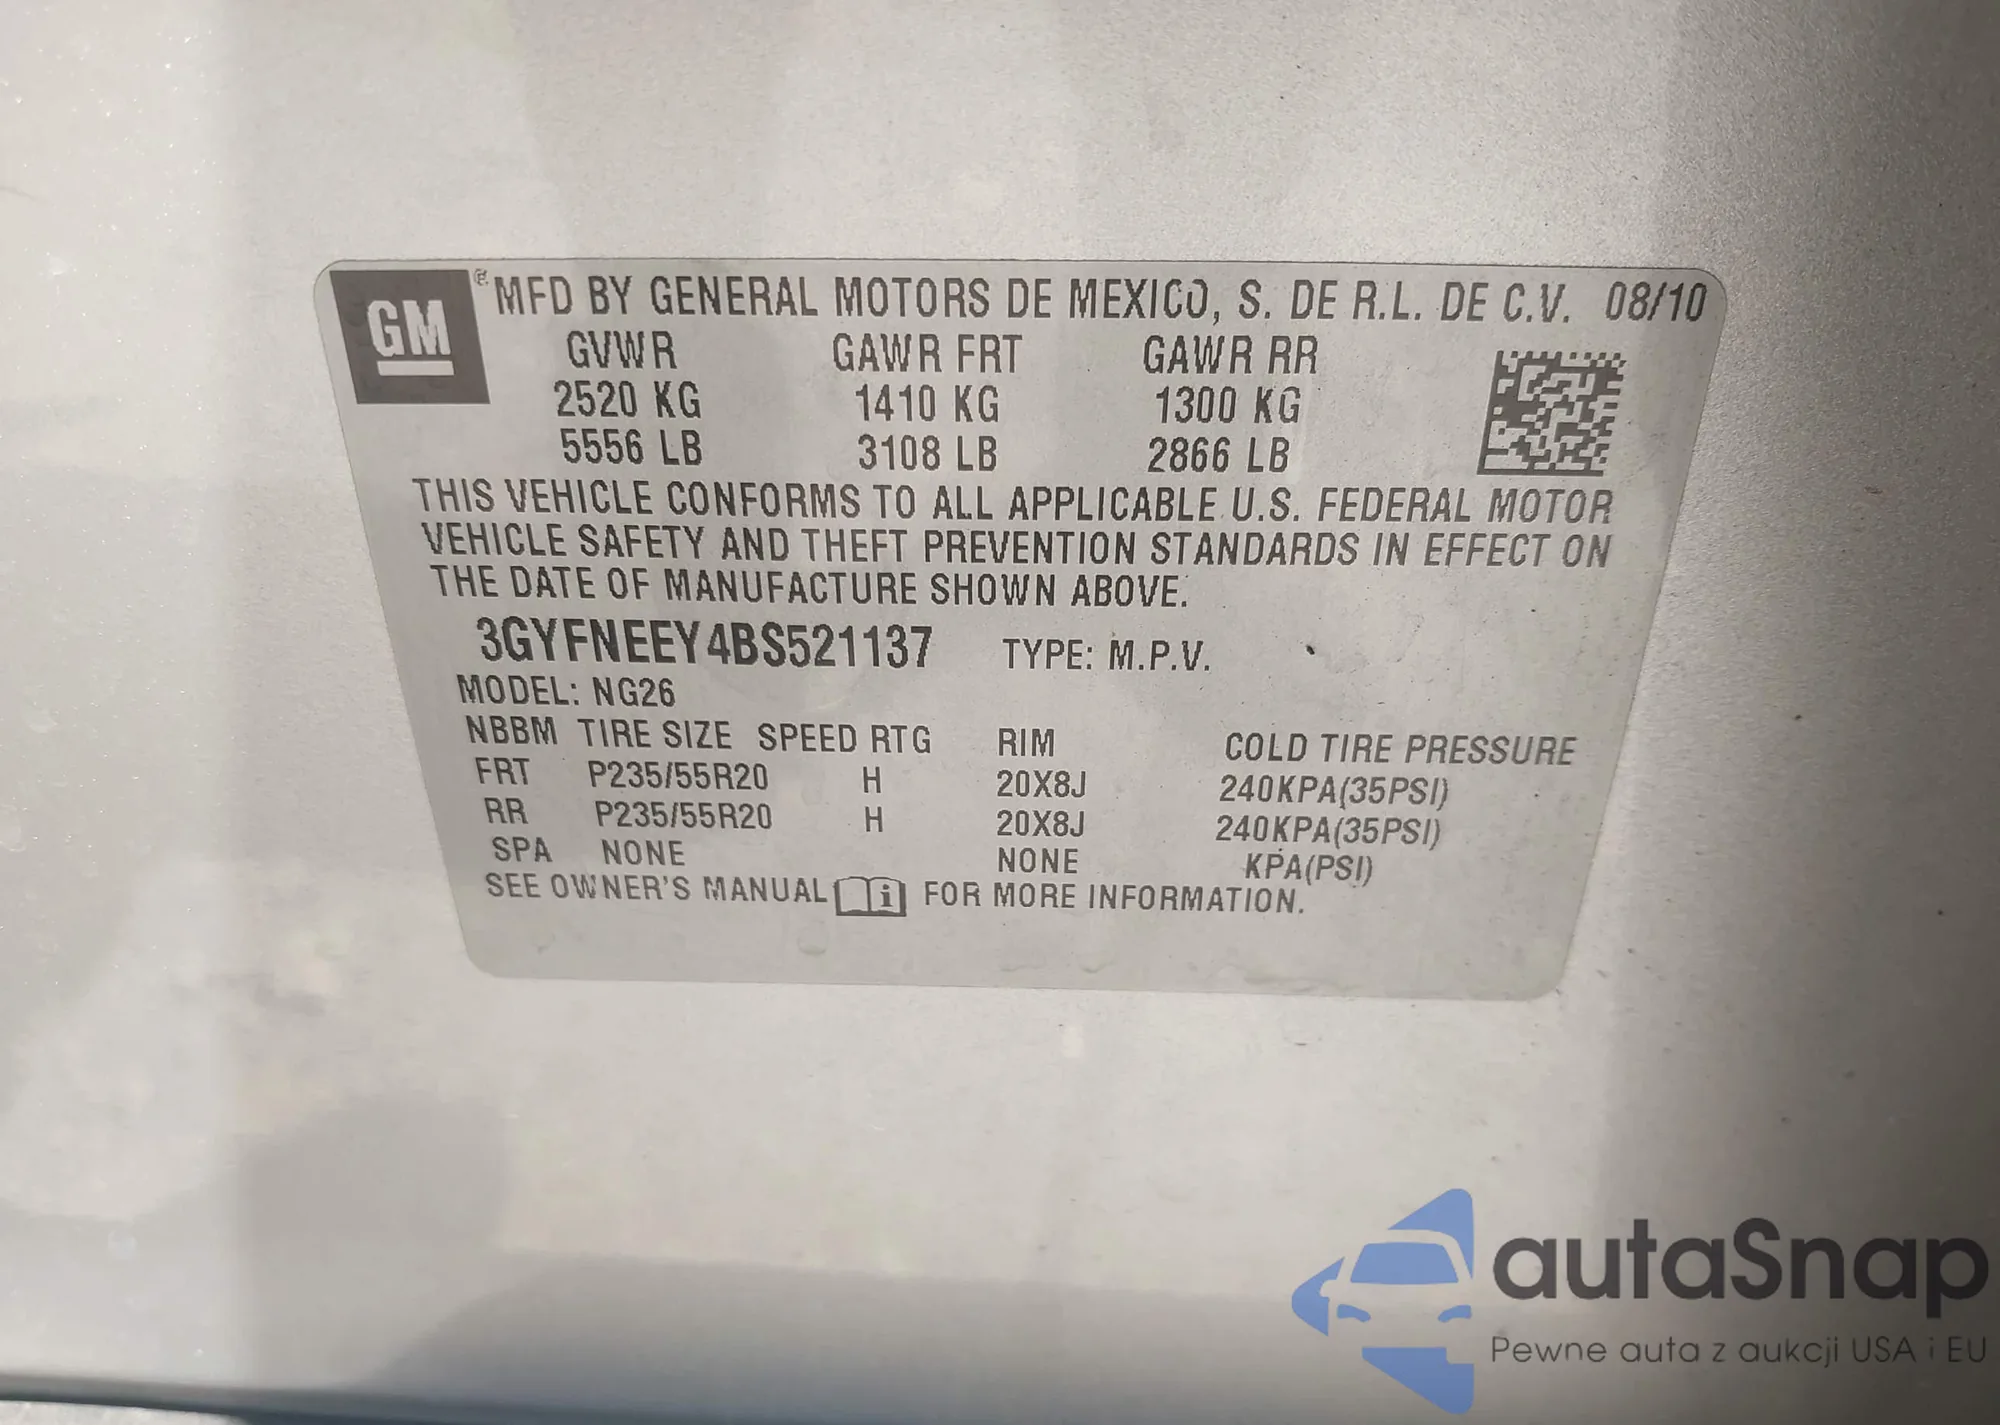 GM ® MFD BY GENERAL MOTORS DE MEXICO, S. DE R.L. DE C.V. 08/10
GVWR GAWR FRT GAWR RR
2520 KG 1410 KG 1300 KG
5556 LB 3108 LB 2866 LB
THIS VEHICLE CONFORMS TO ALL APPLICABLE U.S. FEDERAL MOTOR
VEHICLE SAFETY AND THEFT PREVENTION STANDARDS IN EFFECT ON
THE DATE OF MANUFACTURE SHOWN ABOVE.
3GYFNEEY4BS521137 TYPE: M.P.V.
MODEL: NG26
NBBM TIRE SIZE SPEED RTG RIM COLD TIRE PRESSURE
FRT P235/55R20 H 20X8J 240KPA(35PSI)
RR P235/55R20 H 20X8J 240KPA(35PSI)
SPA NONE NONE KPA(PSI)
SEE OWNER'S MANUAL i FOR MORE INFORMATION.
autaSnap
Pewne auta z aukcji USA i EU